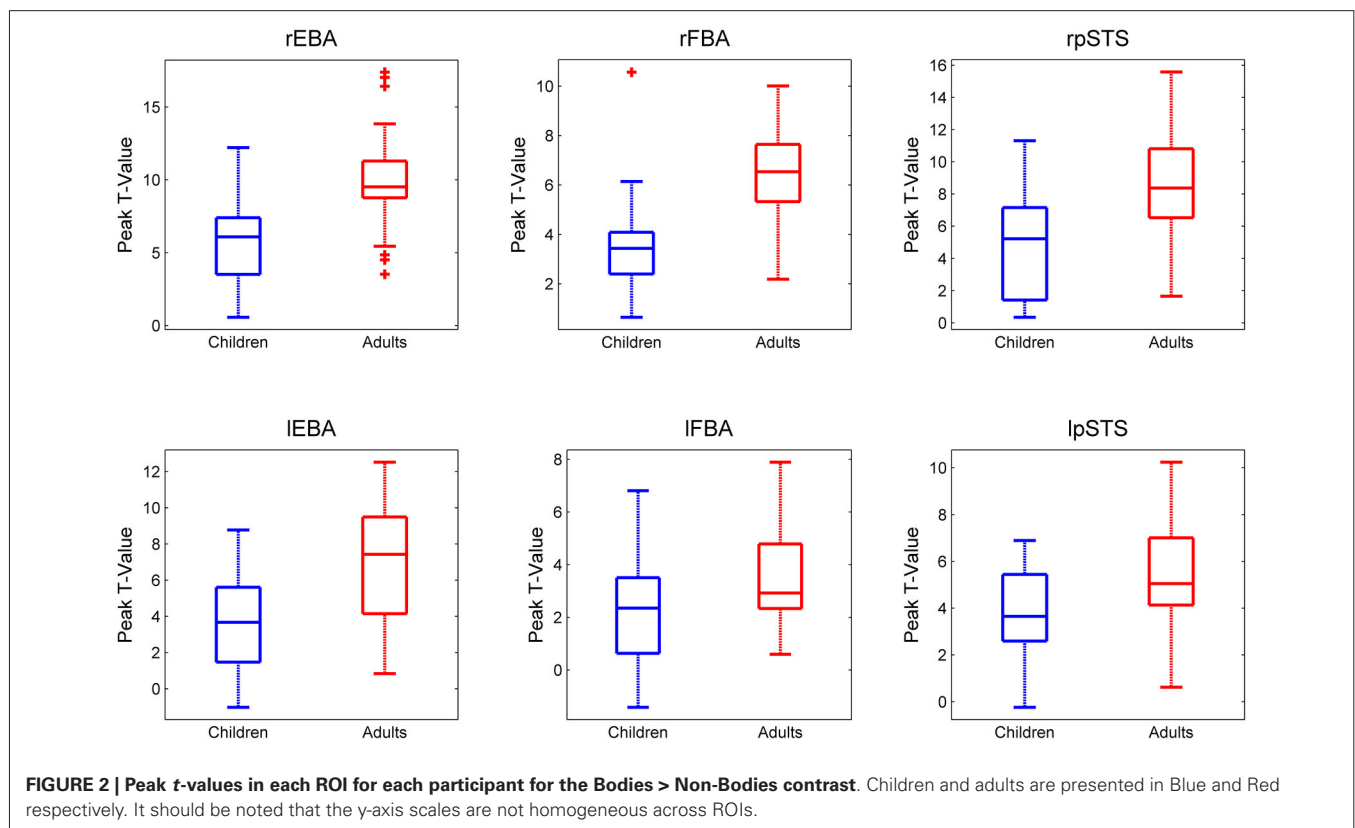 rEBA
rFBA
rpSTS
Peak T-Value
15
10
5
0
Children
Adults
Peak T-Value
10
8
6
4
2
Children
Adults
Peak T-Value
16
14
12
10
8
6
4
2
0
Children
Adults
lEBA
lFBA
lpSTS
Peak T-Value
12
10
8
6
4
2
0
Children
Adults
Peak T-Value
8
6
4
2
0
Children
Adults
Peak T-Value
10
8
6
4
2
0
Children
Adults
FIGURE 2 | Peak t-values in each ROI for each participant for the Bodies > Non-Bodies contrast. Children and adults are presented in Blue and Red
respectively. It should be noted that the y-axis scales are not homogeneous across ROIs.